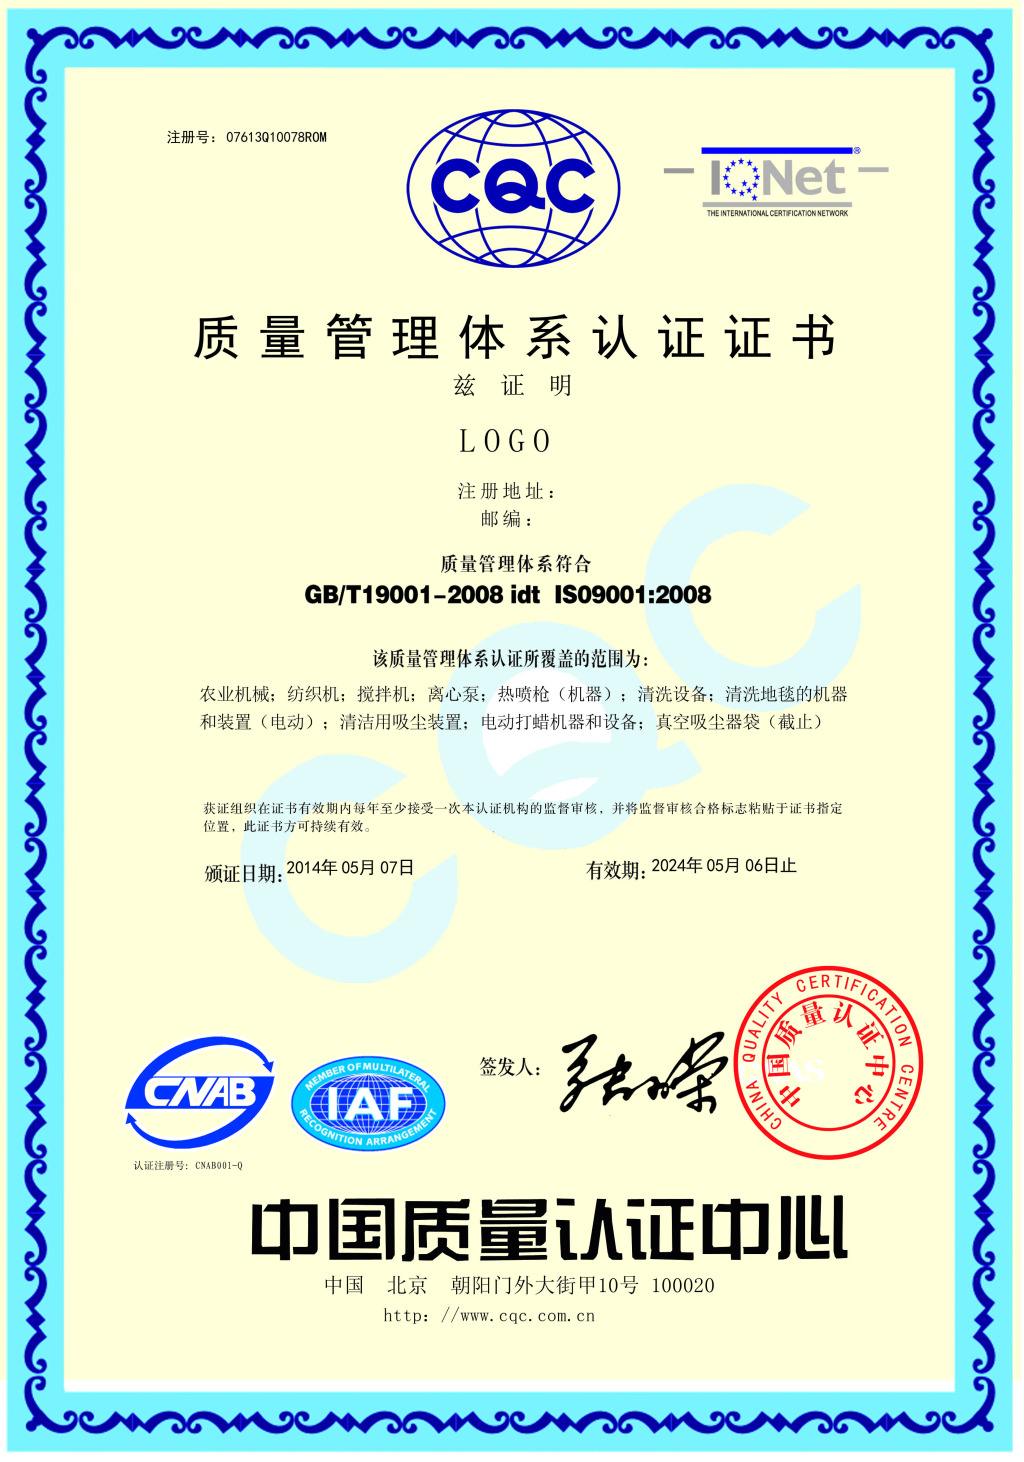 注册号: 07613Q10078R0M
CQC
IQNet®
THE INTERNATIONAL CERTIFICATION NETWORK
质量管理体系认证证书
兹证明
LOGO
注册地址:
邮编:
质量管理体系符合
GB/T19001-2008 idt IS09001:2008
该质量管理体系认证所覆盖的范围为:
农业机械; 纺织机; 搅拌机; 离心泵; 热喷枪（机器）; 清洗设备; 清洗地毯的机器
和装置（电动）; 清洁用吸尘装置; 电动打蜡机器和设备; 真空吸尘器袋（截止）
CQC
获证组织在证书有效期内每年至少接受一次本认证机构的监督审核, 并将监督审核合格标志粘贴于证书指定
位置, 此证书方可持续有效。
颁证日期: 2014年 05月 07日
有效期: 2024年 05月 06日止
CNAB
认证注册号: CNAB001-Q
MEMBER OF MULTILATERAL
IAF
RECOGNITION ARRANGEMENT
签发人:
CHINA QUALITY CERTIFICATION CENTRE
中国质量认证中心
中国质量认证中心
中国 北京 朝阳门外大街甲10号 100020
http: //www.cqc.com.cn